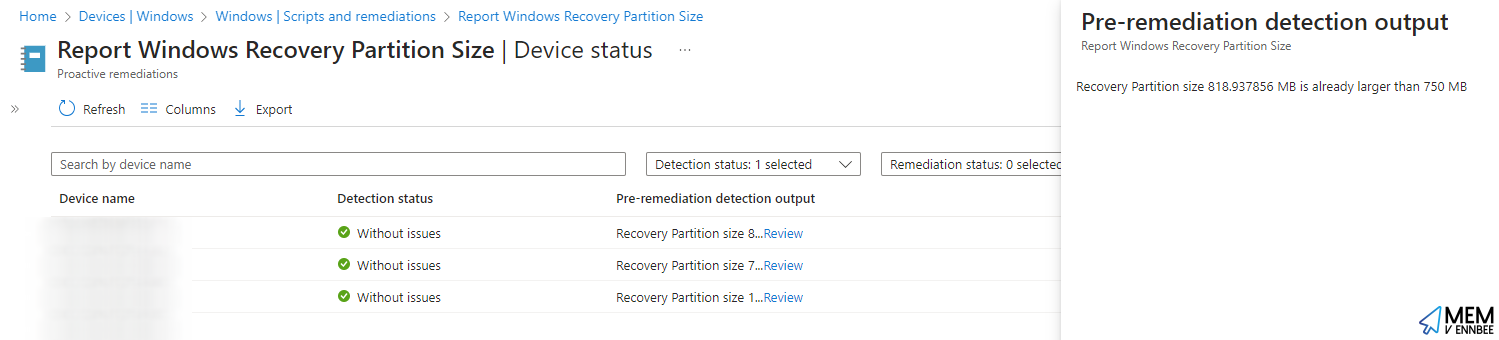 Home > Devices | Windows > Windows | Scripts and remediations > Report Windows Recovery Partition Size
Report Windows Recovery Partition Size | Device status ...
Proactive remediations
» Refresh Columns Export
Search by device name Detection status: 1 selected Remediation status: 0 selected
Device name Detection status Pre-remediation detection output
Without issues Recovery Partition size 8...Review
Without issues Recovery Partition size 7...Review
Without issues Recovery Partition size 1...Review
Pre-remediation detection output
Report Windows Recovery Partition Size
Recovery Partition size 818.937856 MB is already larger than 750 MB
MEM
V ENNBEE